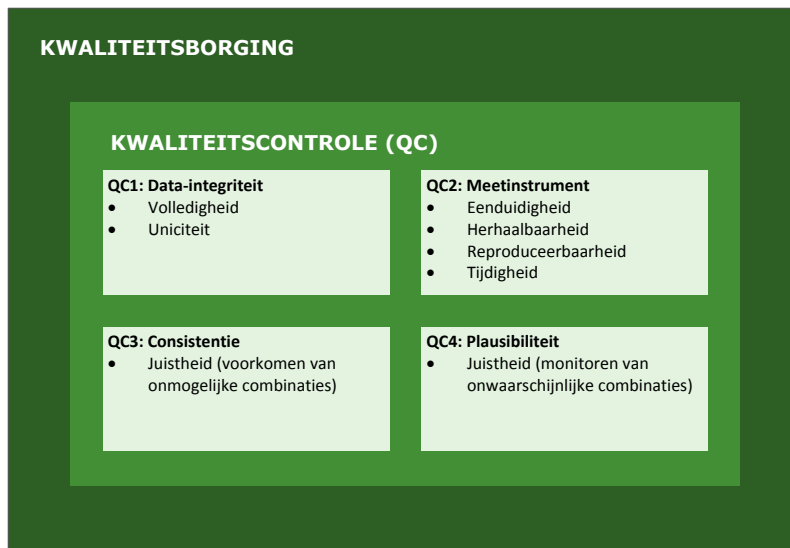 KWALITEITSBORGING
KWALITEITSCONTROLE (QC)
QC1: Data-integriteit
• Volledigheid
• Uniciteit
QC2: Meetinstrument
• Eenduidigheid
• Herhaalbaarheid
• Reproduceerbaarheid
• Tijdigheid
QC3: Consistentie
• Juistheid (voorkomen van
onmogelijke combinaties)
QC4: Plausibiliteit
• Juistheid (monitoren van
onwaarschijnlijke combinaties)